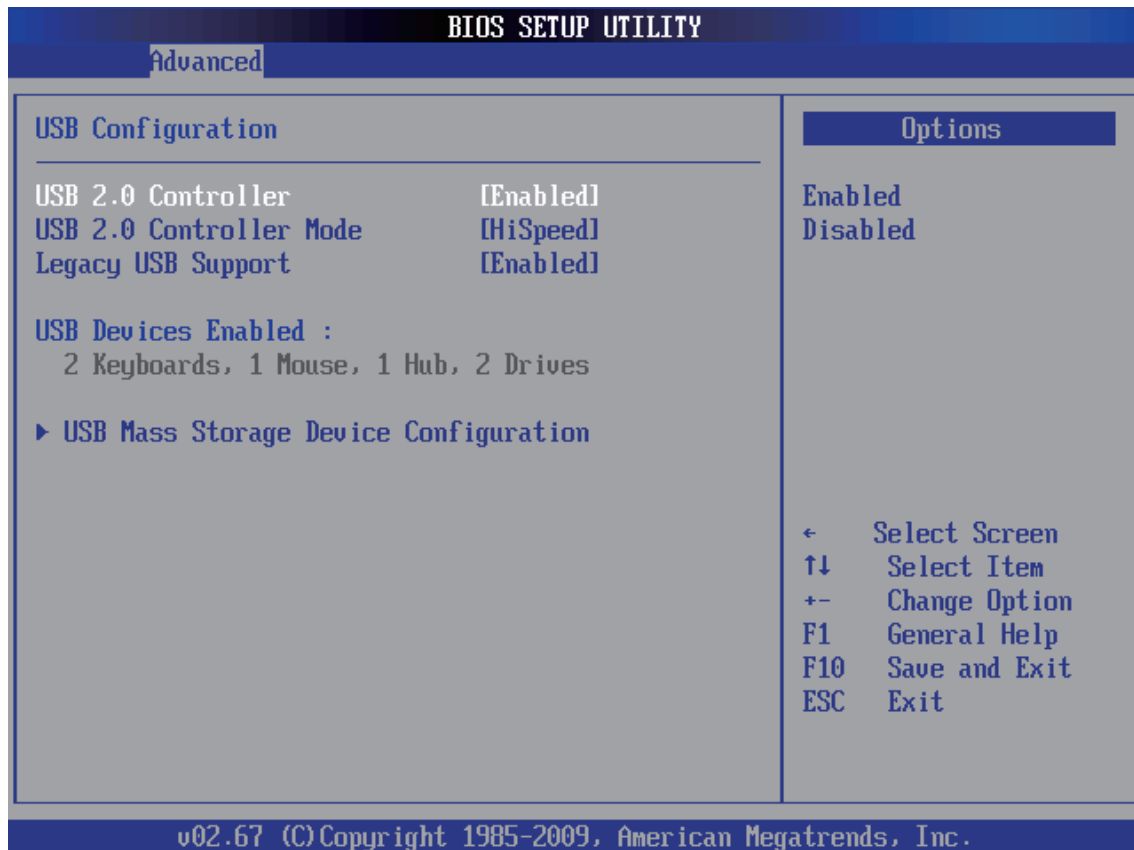 BIOS SETUP UTILITY
Advanced
USB Configuration
USB 2.0 Controller [Enabled]
USB 2.0 Controller Mode [HiSpeed]
Legacy USB Support [Enabled]
USB Devices Enabled :
2 Keyboards, 1 Mouse, 1 Hub, 2 Drives
▶ USB Mass Storage Device Configuration
Options
Enabled
Disabled
← Select Screen
↑↓ Select Item
+- Change Option
F1 General Help
F10 Save and Exit
ESC Exit
v02.67 (C)Copyright 1985-2009, American Megatrends, Inc.